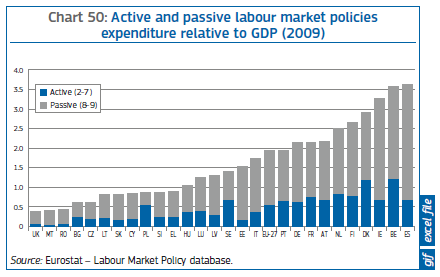 Chart 50: Active and passive labour market policies
expenditure relative to GDP (2009)
4.0
3.5
3.0
2.5
2.0
1.5
1.0
0.5
0
Active (2-7)
Passive (8-9)
UK MT RO BG CZ LT SK CY PL SI EL HU LU LV SE EE IT EU-27 PT DE FR AT NL FI DK IE BE ES
Source: Eurostat – Labour Market Policy database.
gif excel file